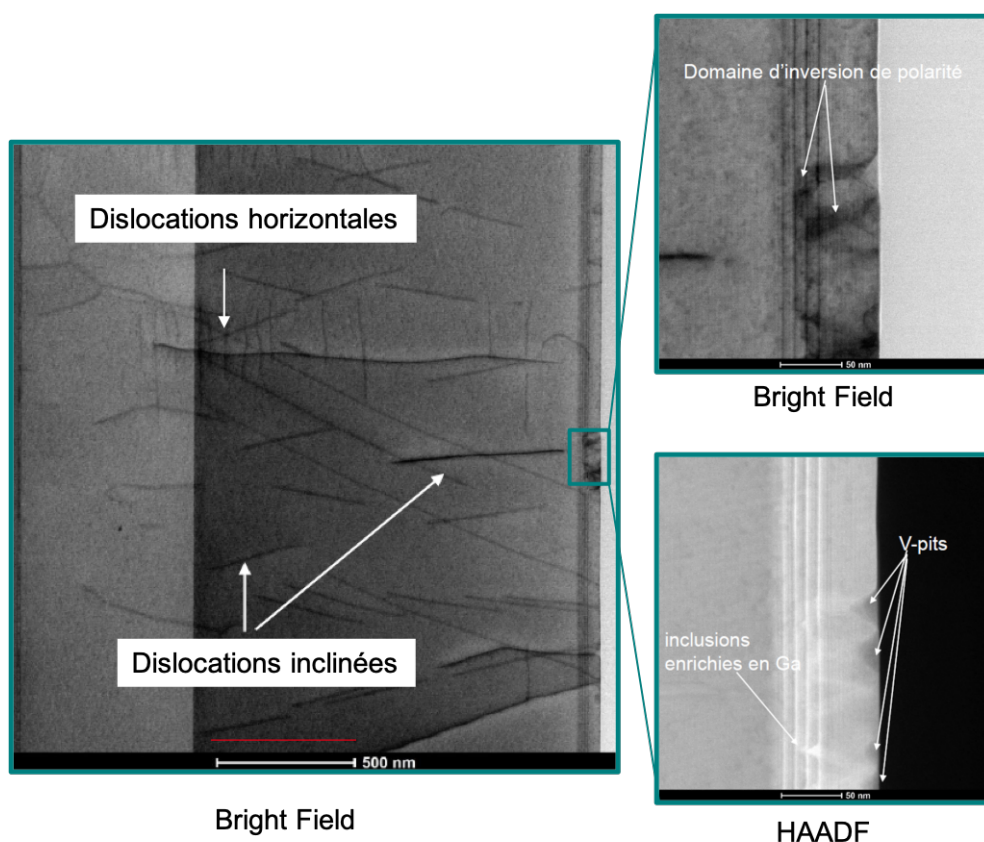 Dislocations horizontales
Dislocations inclinées
500 nm
Bright Field
Domaine d'inversion de polarité
50 nm
Bright Field
V-pits
inclusions
enrichies en Ga
50 nm
HAADF